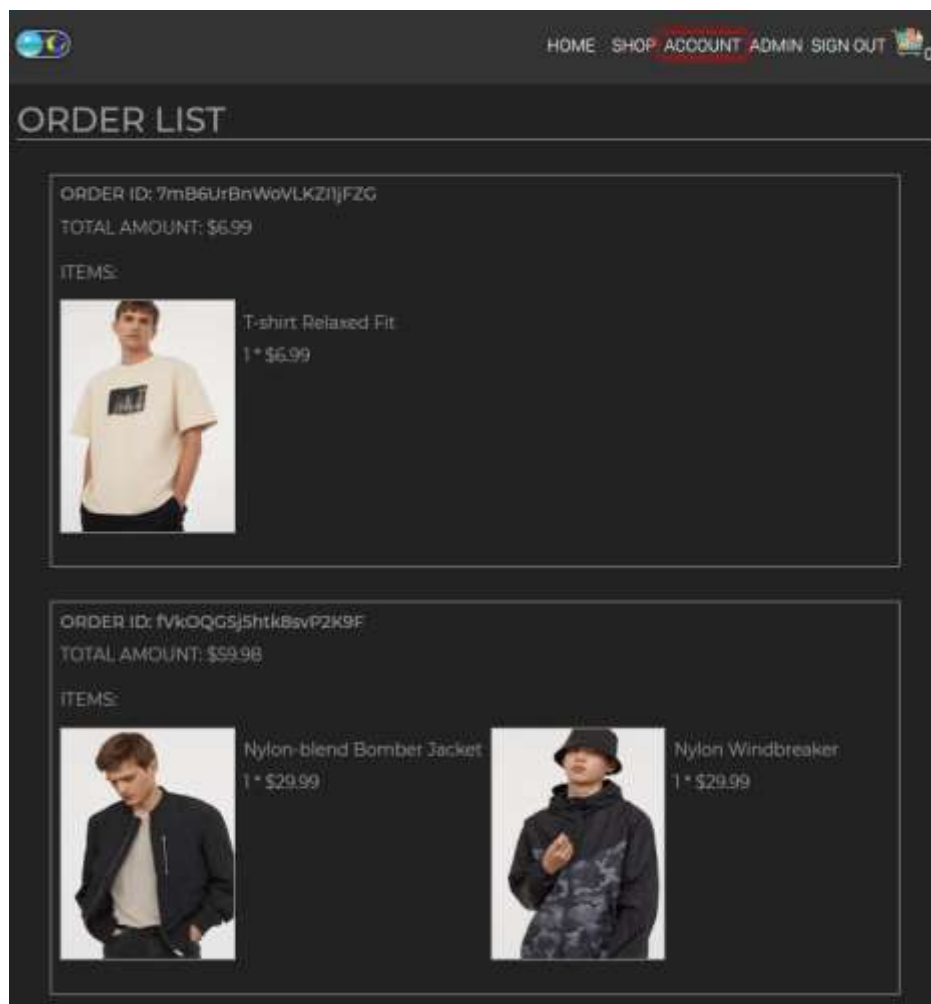 HOME SHOP ACCOUNT ADMIN SIGN OUT
ORDER LIST
ORDER ID:
TOTAL AMOUNT: $6.99
ITEMS:
T-shirt Relaxed Fit
1 * $6.99
ORDER ID:
TOTAL AMOUNT: $59.98
ITEMS:
Nylon-blend Bomber Jacket
1 * $29.99
Nylon Windbreaker
1 * $29.99